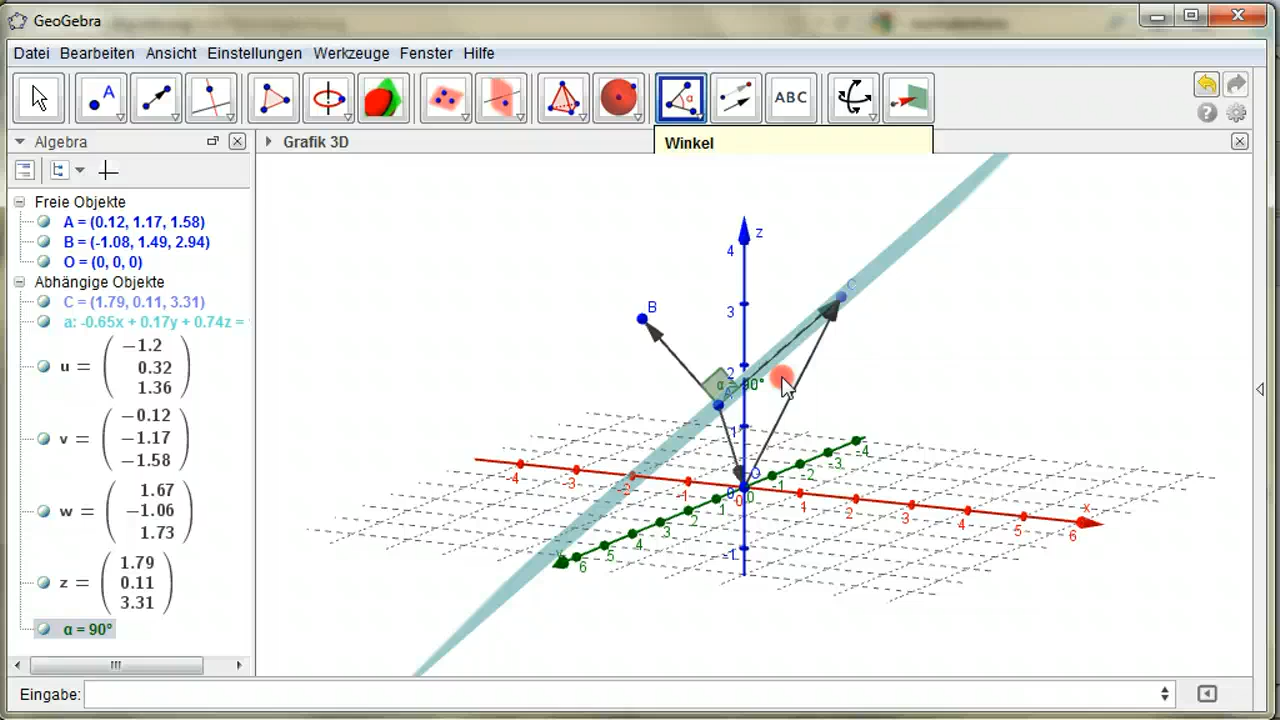 GeoGebra
Datei Bearbeiten Ansicht Einstellungen Werkzeuge Fenster Hilfe
A
α
ABC
Algebra
Grafik 3D
Winkel
Freie Objekte
A = (0.12, 1.17, 1.58)
B = (-1.08, 1.49, 2.94)
O = (0, 0, 0)
Abhängige Objekte
C = (1.79, 0.11, 3.31)
a: -0.65x + 0.17y + 0.74z =
u = ( −1.2
0.32
1.36 )
v = ( −0.12
−1.17
−1.58 )
w = ( 1.67
−1.06
1.73 )
z = ( 1.79
0.11
3.31 )
α = 90°
z
4
3
2
1
0
-1
B
C
A
α = 90°
O
-4
-3
-2
-1
0
1
2
3
4
5
6
y
-4
-3
-2
-1
0
1
2
3
4
5
6
x
Eingabe: